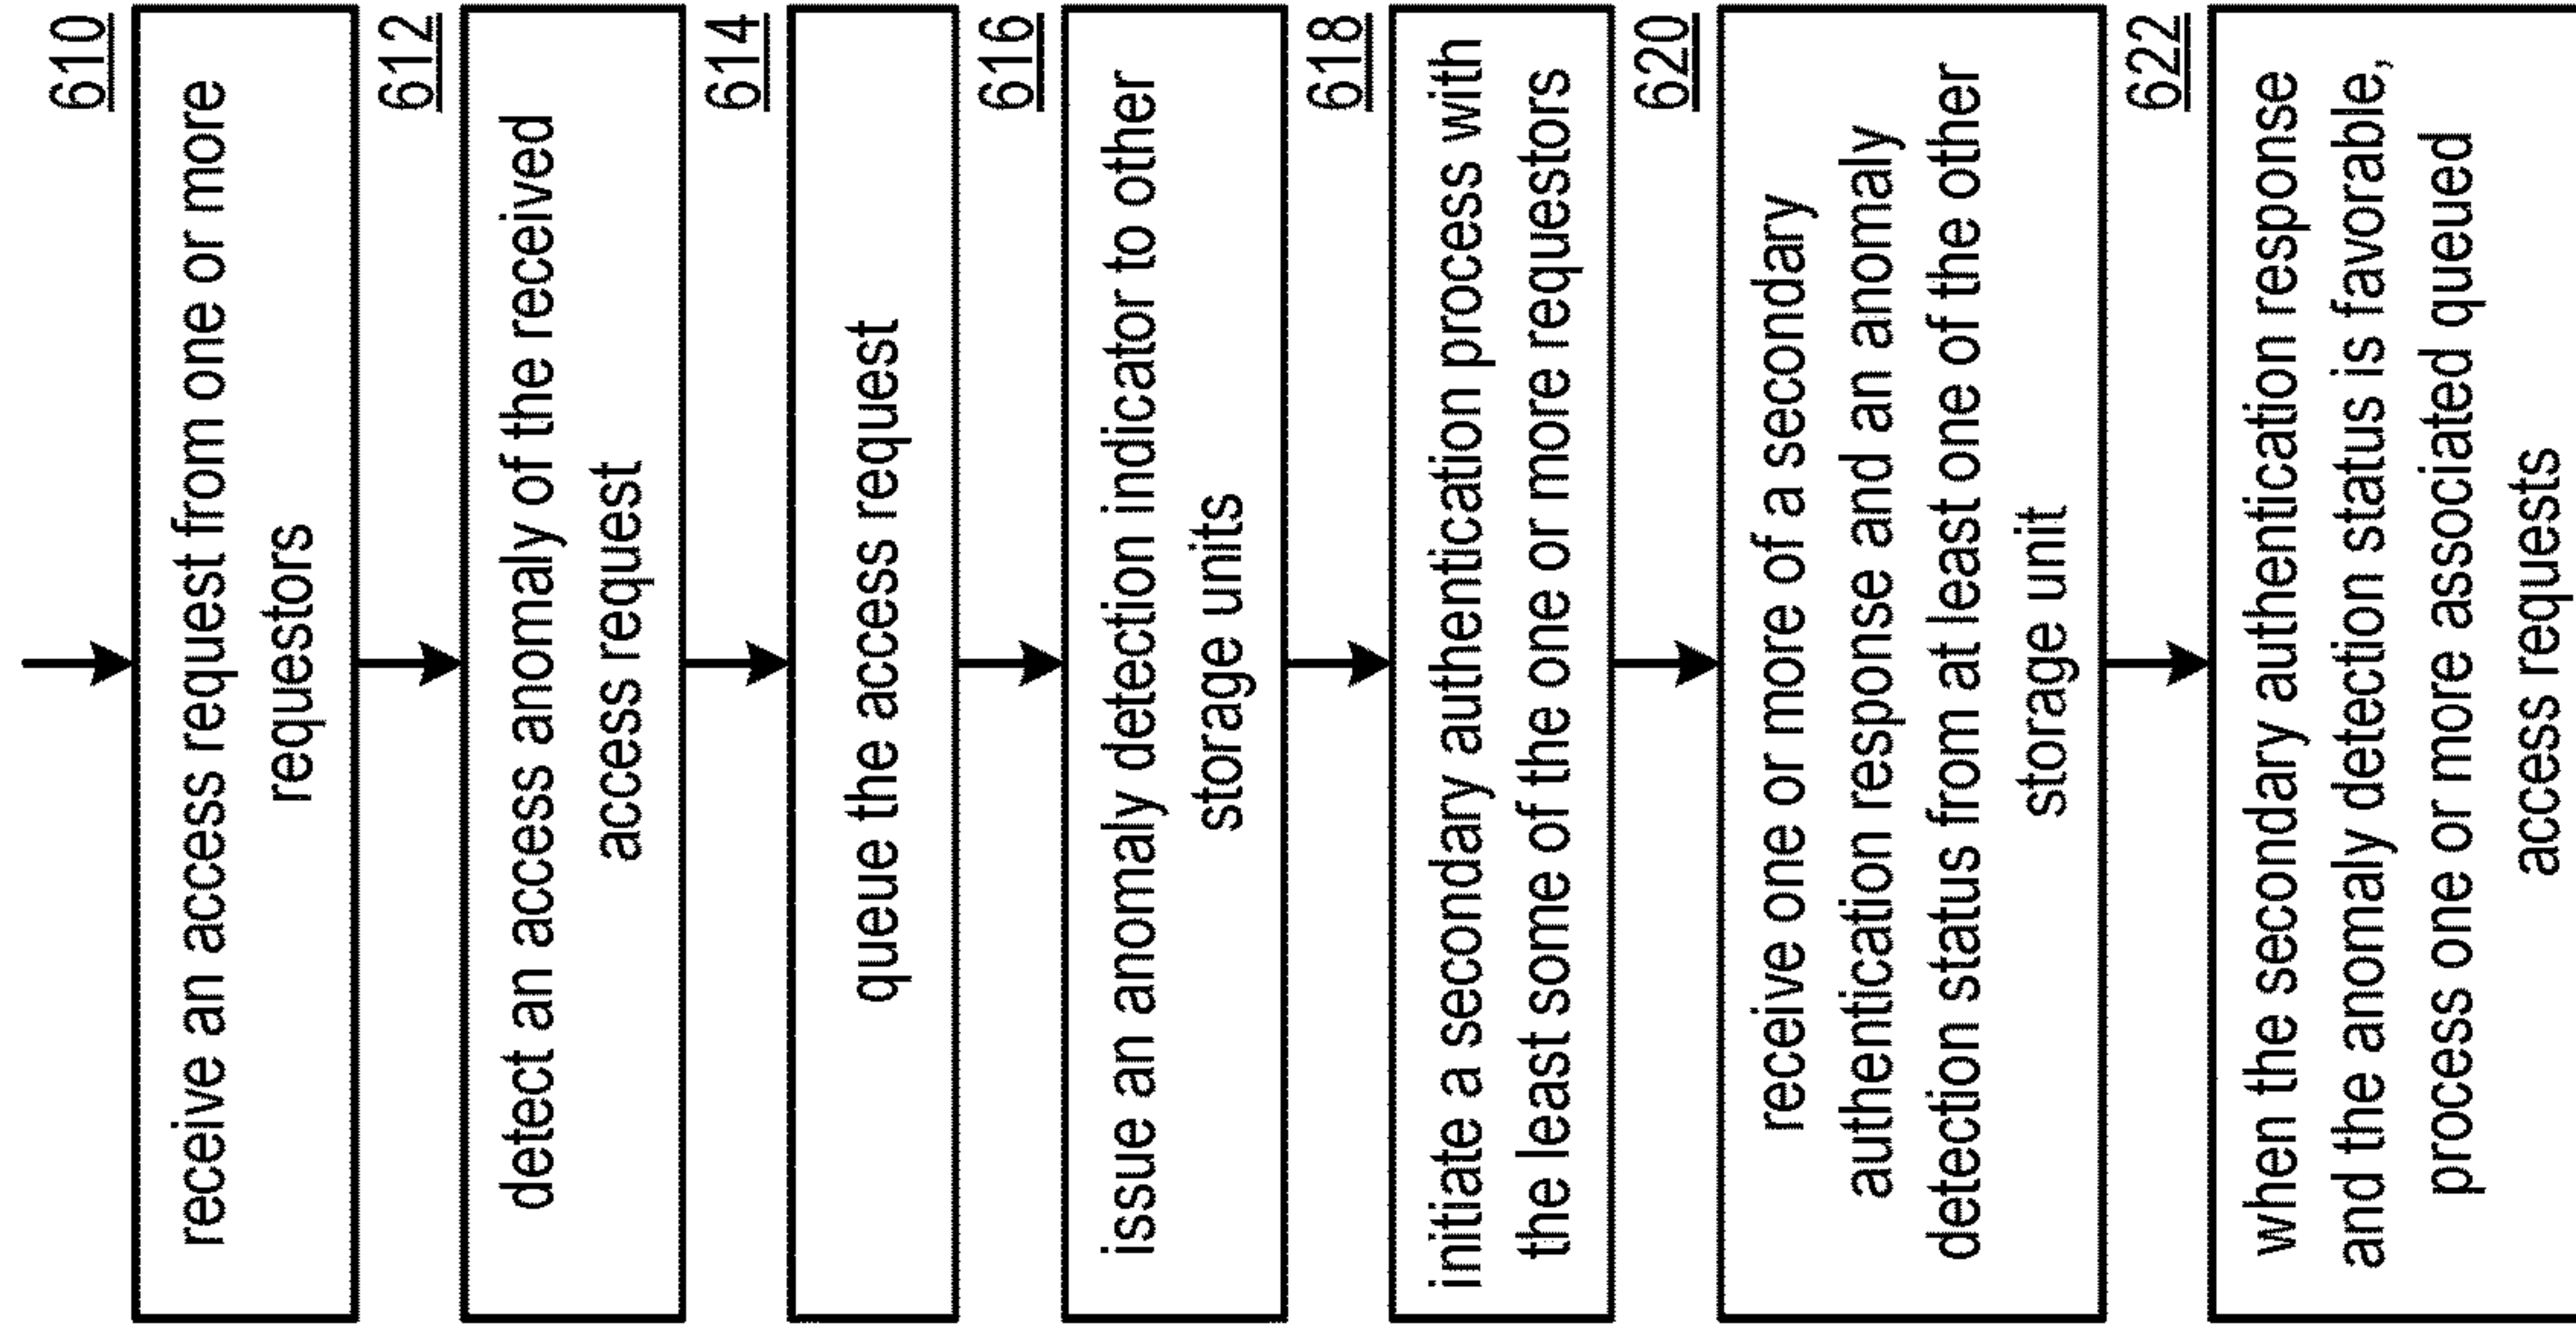 610
receive an access request from one or more
requestors
612
detect an access anomaly of the received
access request
614
queue the access request
616
issue an anomaly detection indicator to other
storage units
618
initiate a secondary authentication process with
the least some of the one or more requestors
620
receive one or more of a secondary
authentication response and an anomaly
detection status from at least one of the other
storage unit
622
when the secondary authentication response
and the anomaly detection status is favorable,
process one or more associated queued
access requests